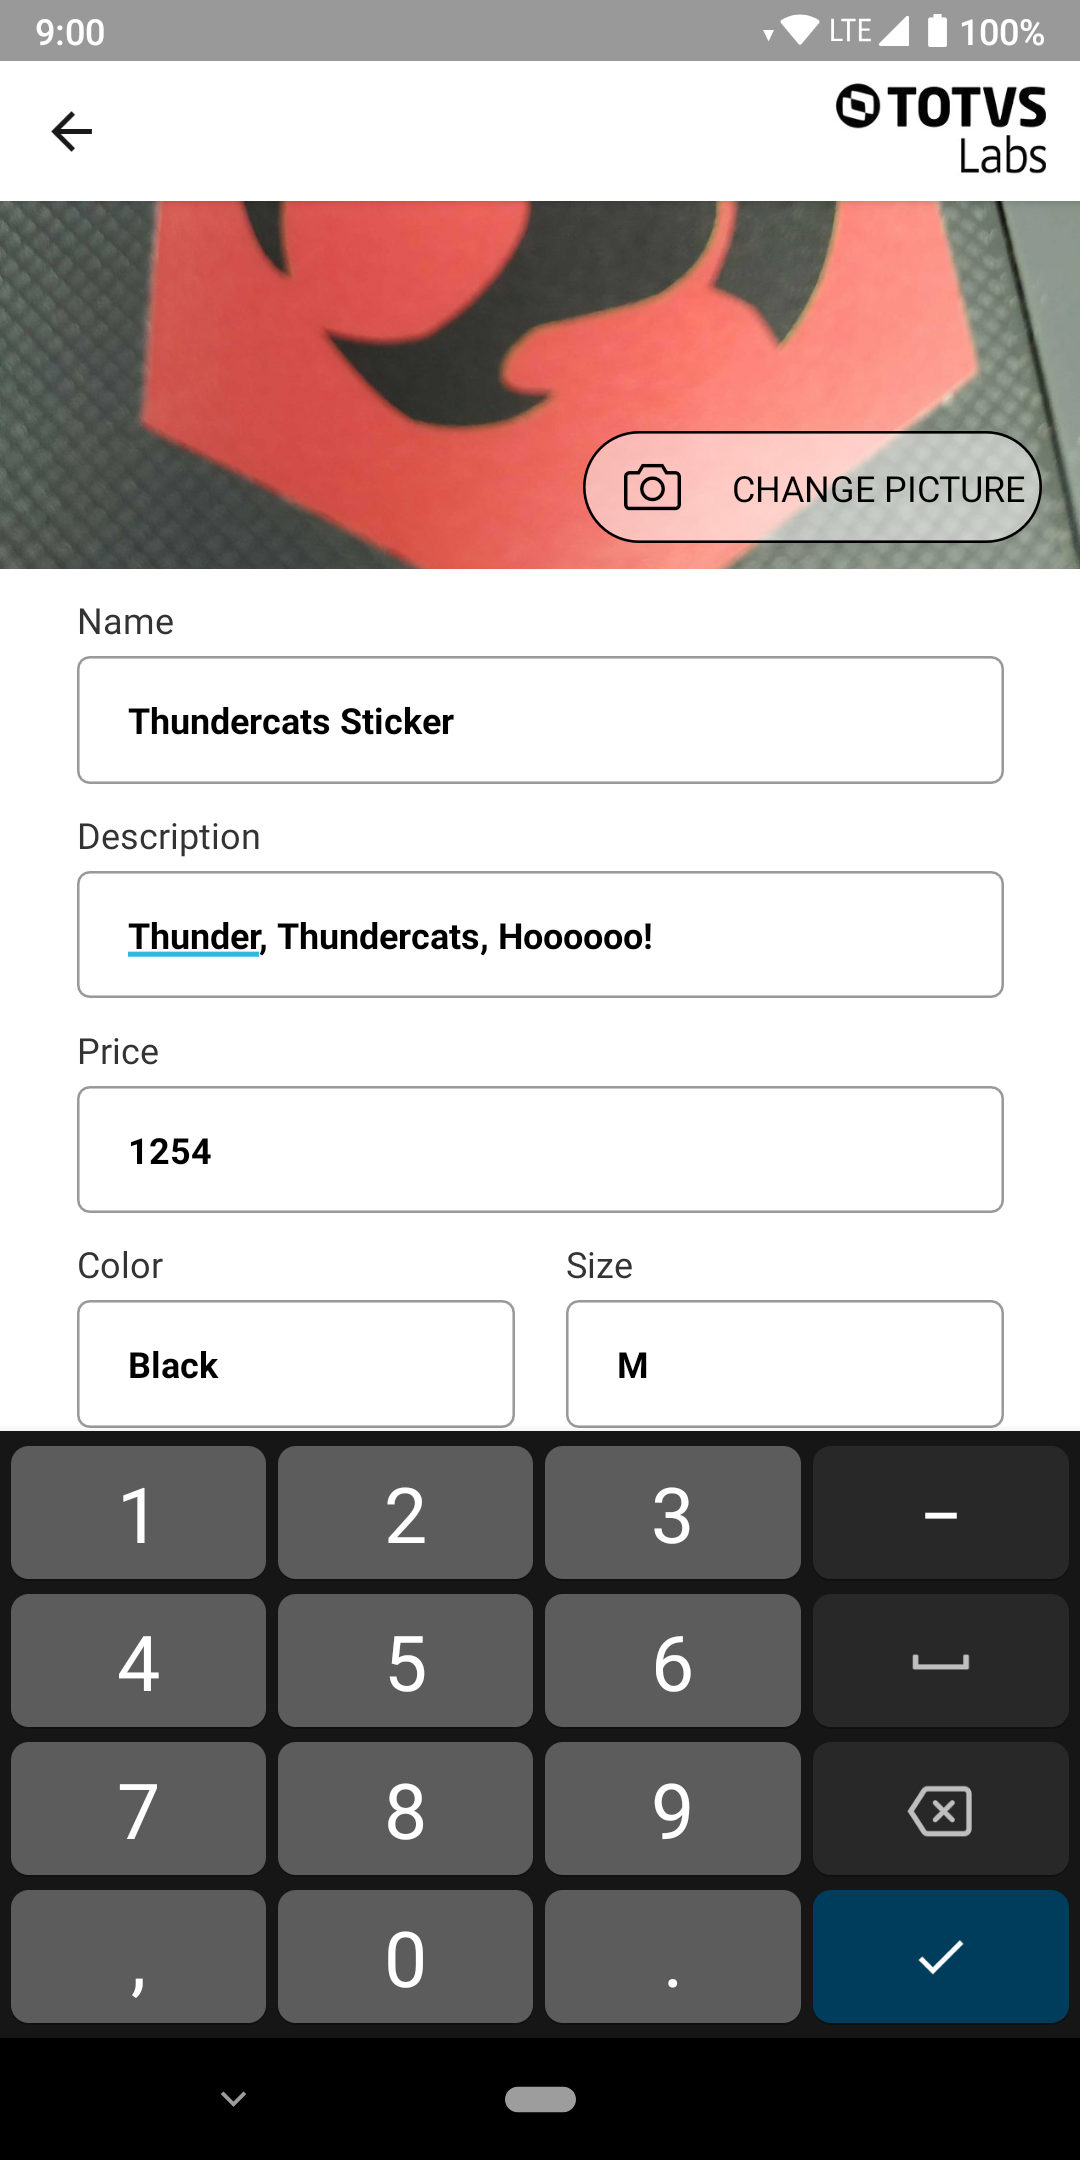 9:00
LTE 100%
TOTVS
Labs
CHANGE PICTURE
Name
Thundercats Sticker
Description
Thunder, Thundercats, Hoooooo!
Price
1254
Color Size
Black M
1 2 3 –
4 5 6
7 8 9
, 0 .